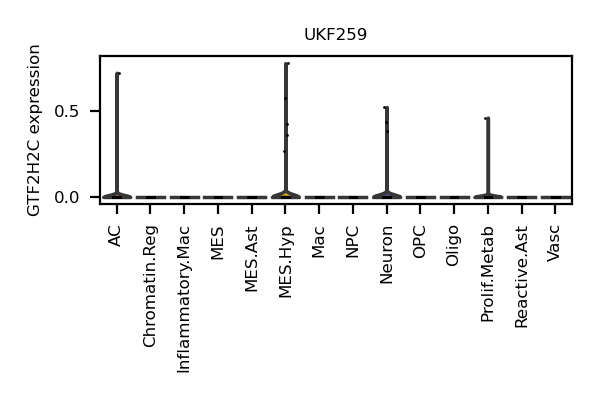 UKF259
GTF2H2C expression
0.5
0.0
AC
Chromatin.Reg
Inflammatory.Mac
MES
MES.Ast
MES.Hyp
Mac
NPC
Neuron
OPC
Oligo
Prolif.Metab
Reactive.Ast
Vasc